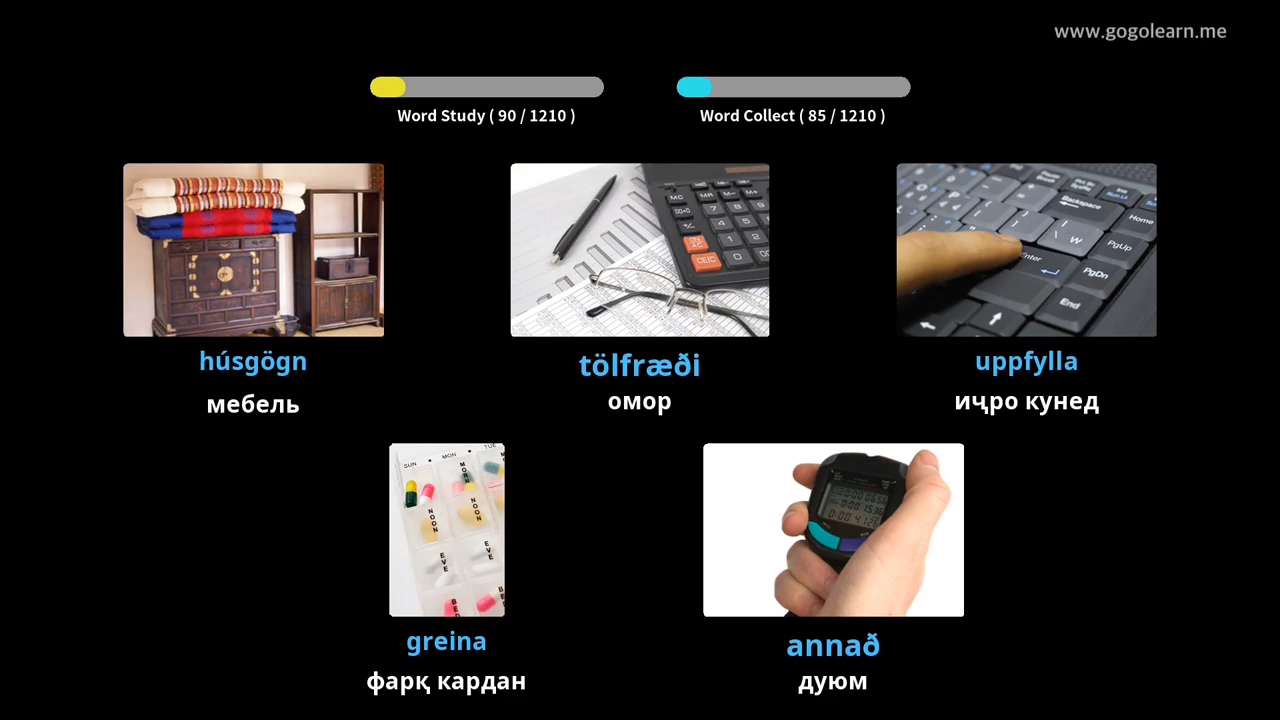 www.gogolearn.me
Word Study ( 90 / 1210 )
Word Collect ( 85 / 1210 )
húsgögn
tölfræði
uppfylla
мебель
омор
иҷро кунед
greina
annað
фарқ кардан
дуюм